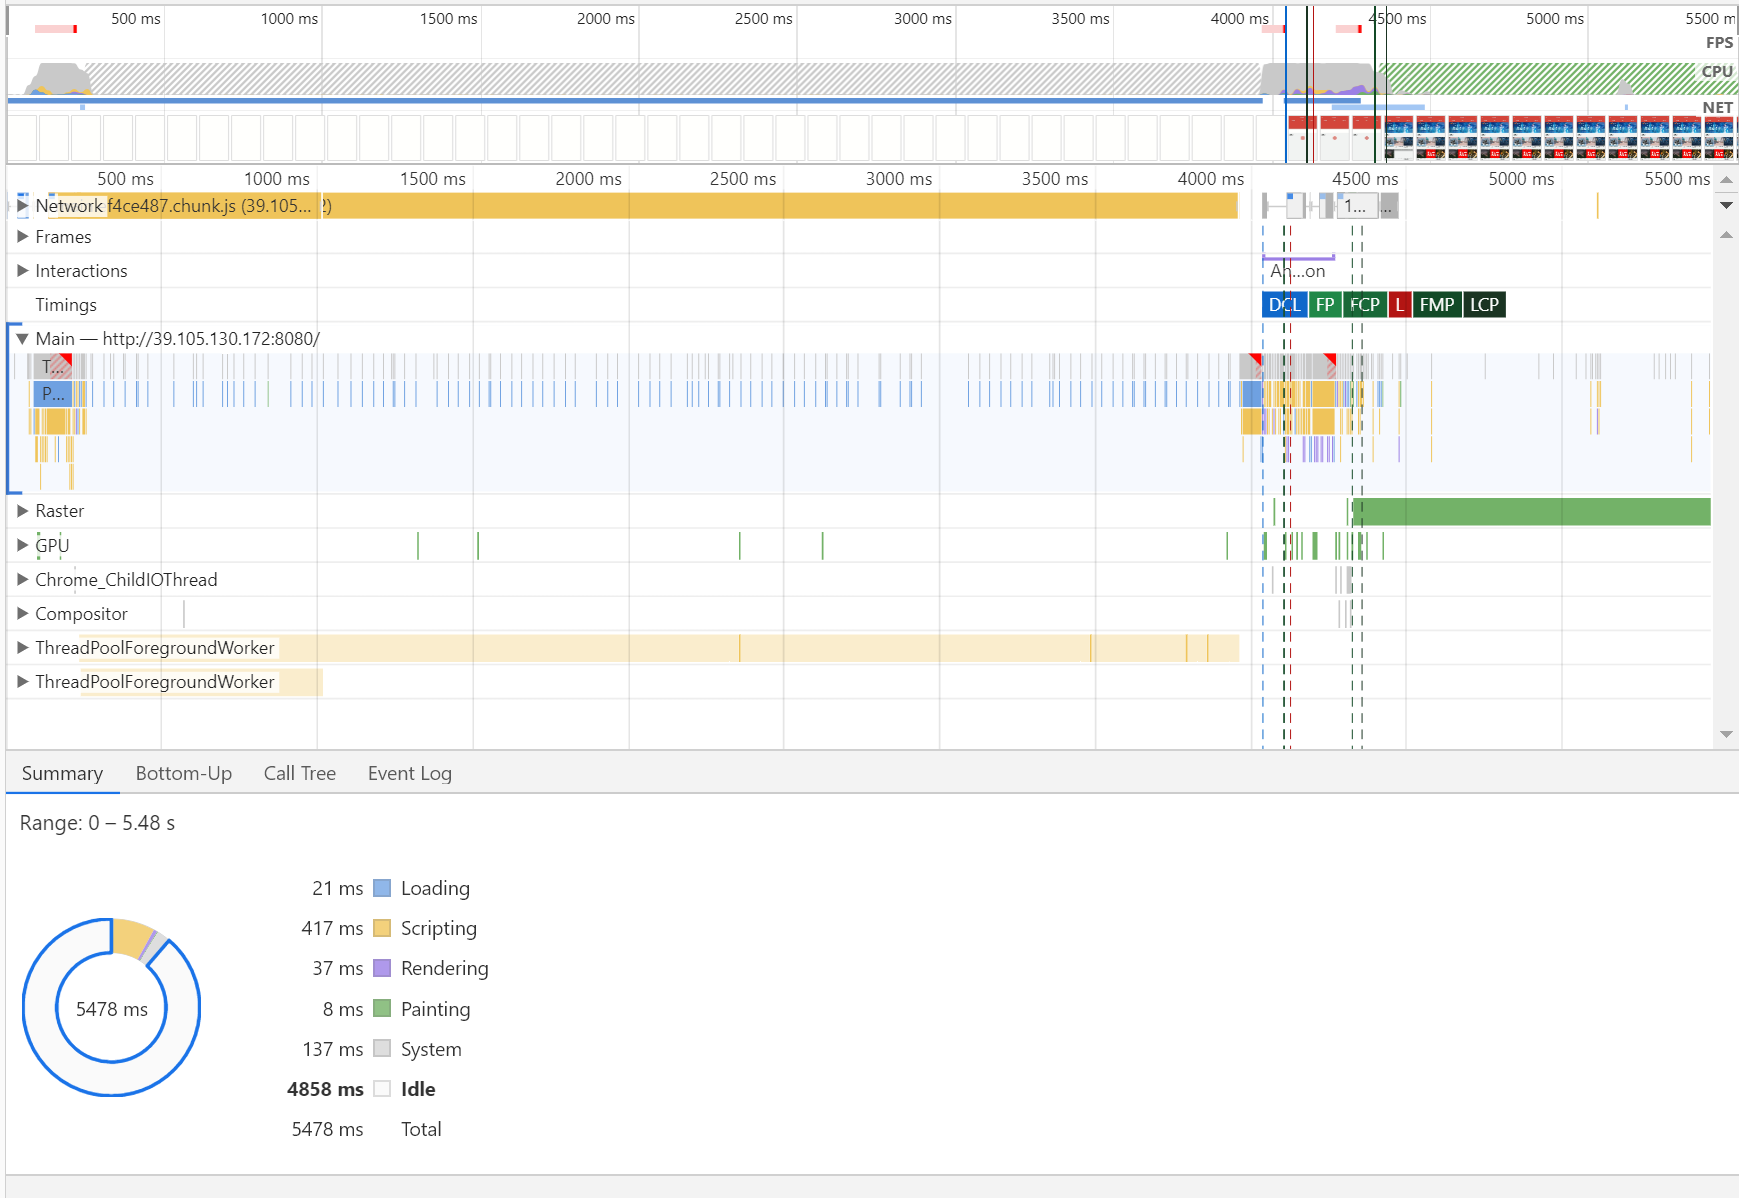 500 ms 1000 ms 1500 ms 2000 ms 2500 ms 3000 ms 3500 ms 4000 ms 4500 ms 5000 ms 5500 m
FPS
CPU
NET
500 ms 1000 ms 1500 ms 2000 ms 2500 ms 3000 ms 3500 ms 4000 ms 4500 ms 5000 ms 5500 ms
Network f4ce487.chunk.js (39.105... 2) 1... ...
Frames
Interactions An...on
Timings DCL FP FCP L FMP LCP
Main — http://39.105.130.172:8080/
T...
P...
Raster
GPU
Chrome_ChildIOThread
Compositor
ThreadPoolForegroundWorker
ThreadPoolForegroundWorker
Summary Bottom-Up Call Tree Event Log
Range: 0 – 5.48 s
21 ms Loading
417 ms Scripting
37 ms Rendering
5478 ms
8 ms Painting
137 ms System
4858 ms Idle
5478 ms Total